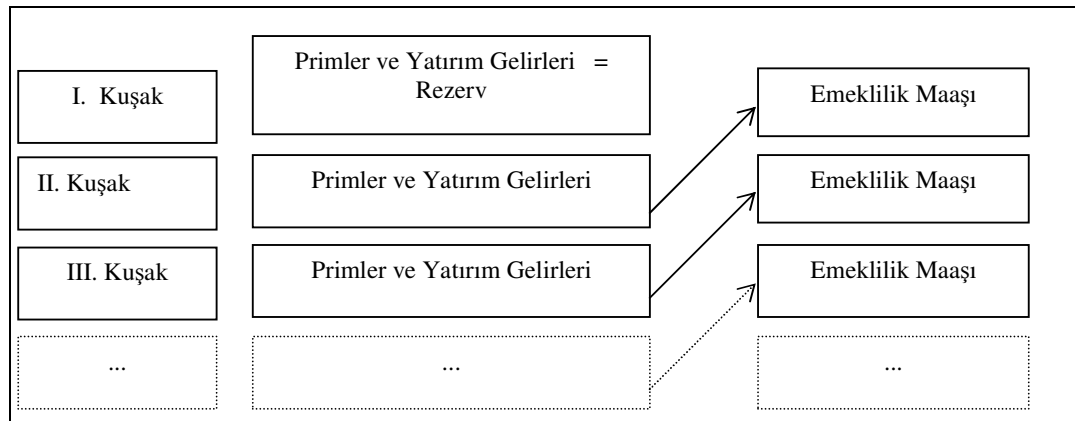 I. Kuşak
Primler ve Yatırım Gelirleri =
Rezerv
Emeklilik Maaşı
II. Kuşak
Primler ve Yatırım Gelirleri
Emeklilik Maaşı
III. Kuşak
Primler ve Yatırım Gelirleri
Emeklilik Maaşı
...
...
...